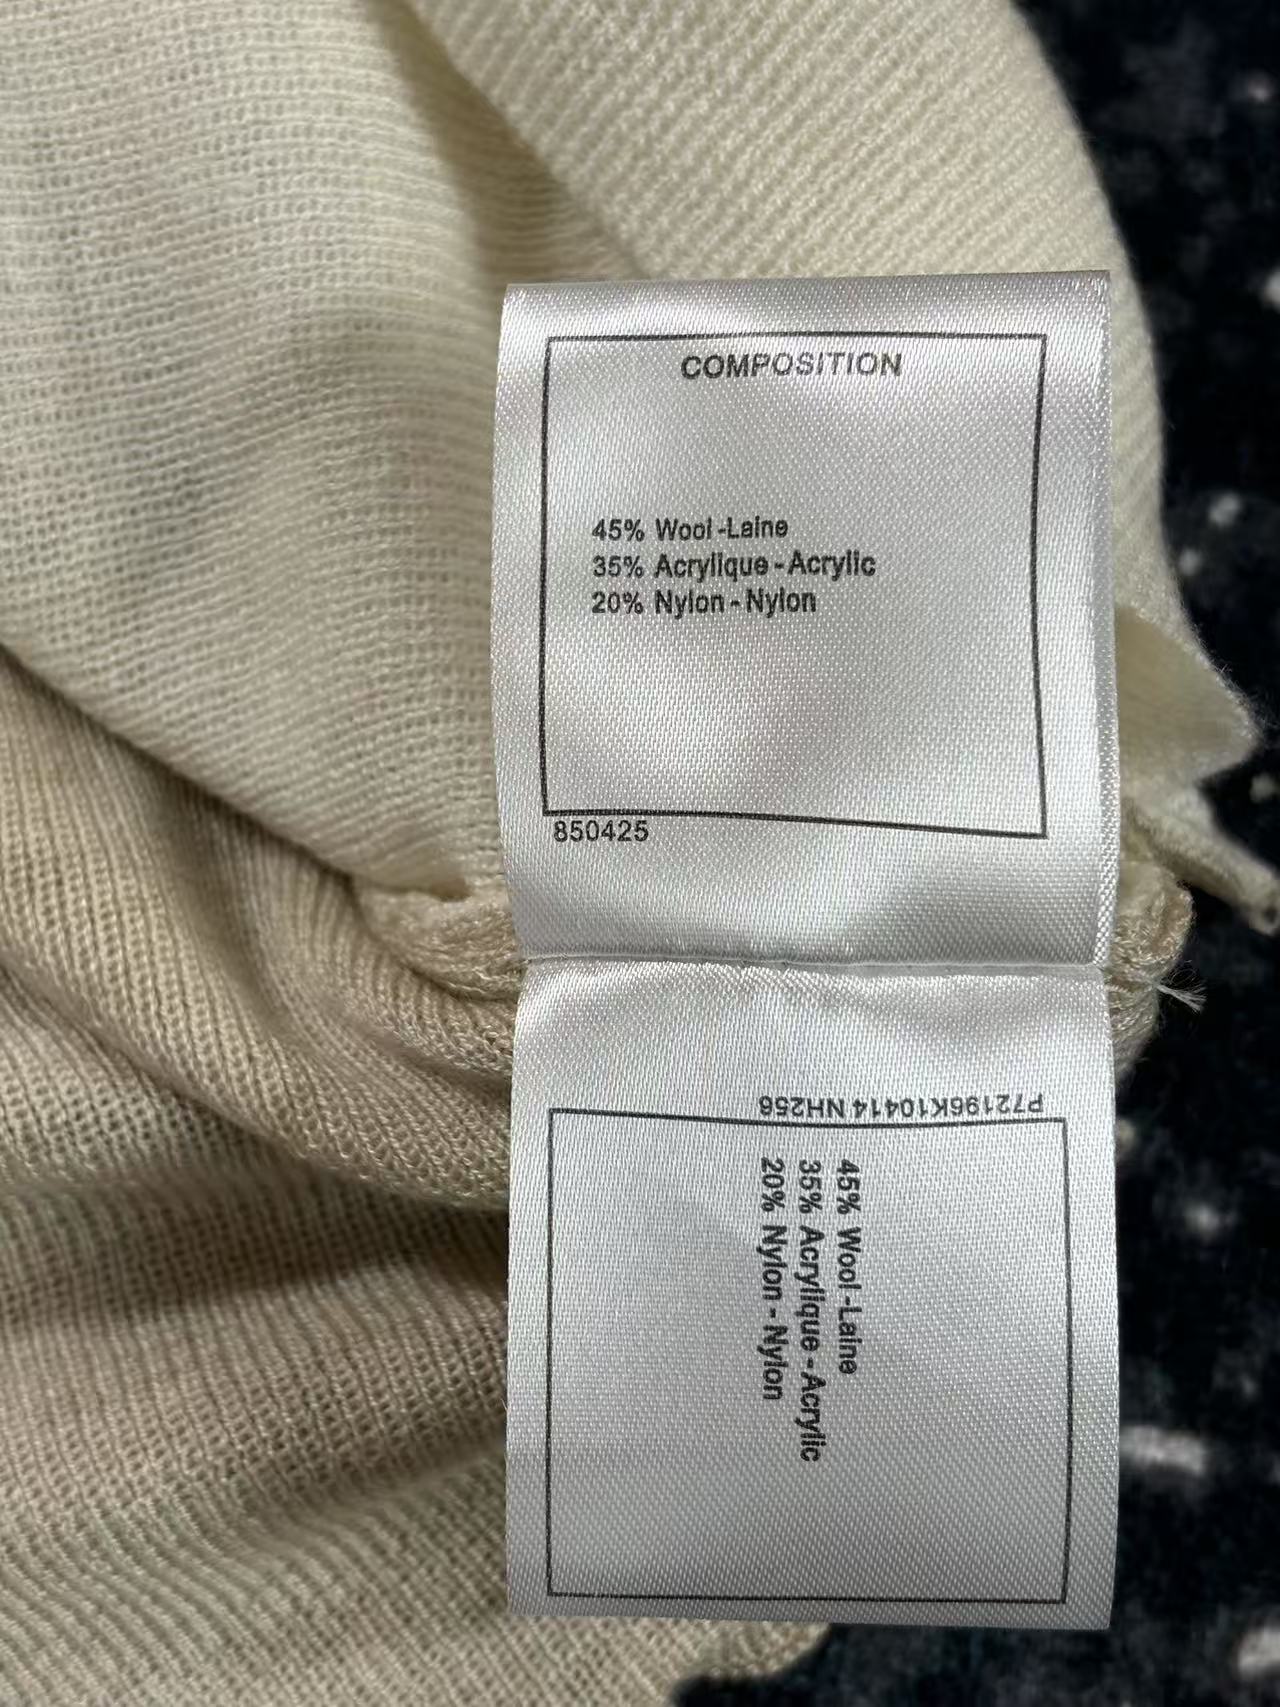 COMPOSITION
45% Wool-Laine
35% Acrylique-Acrylic
20% Nylon-Nylon
850425
P72196K10414 NH256
45% Wool-Laine
35% Acrylique-Acrylic
20% Nylon-Nylon